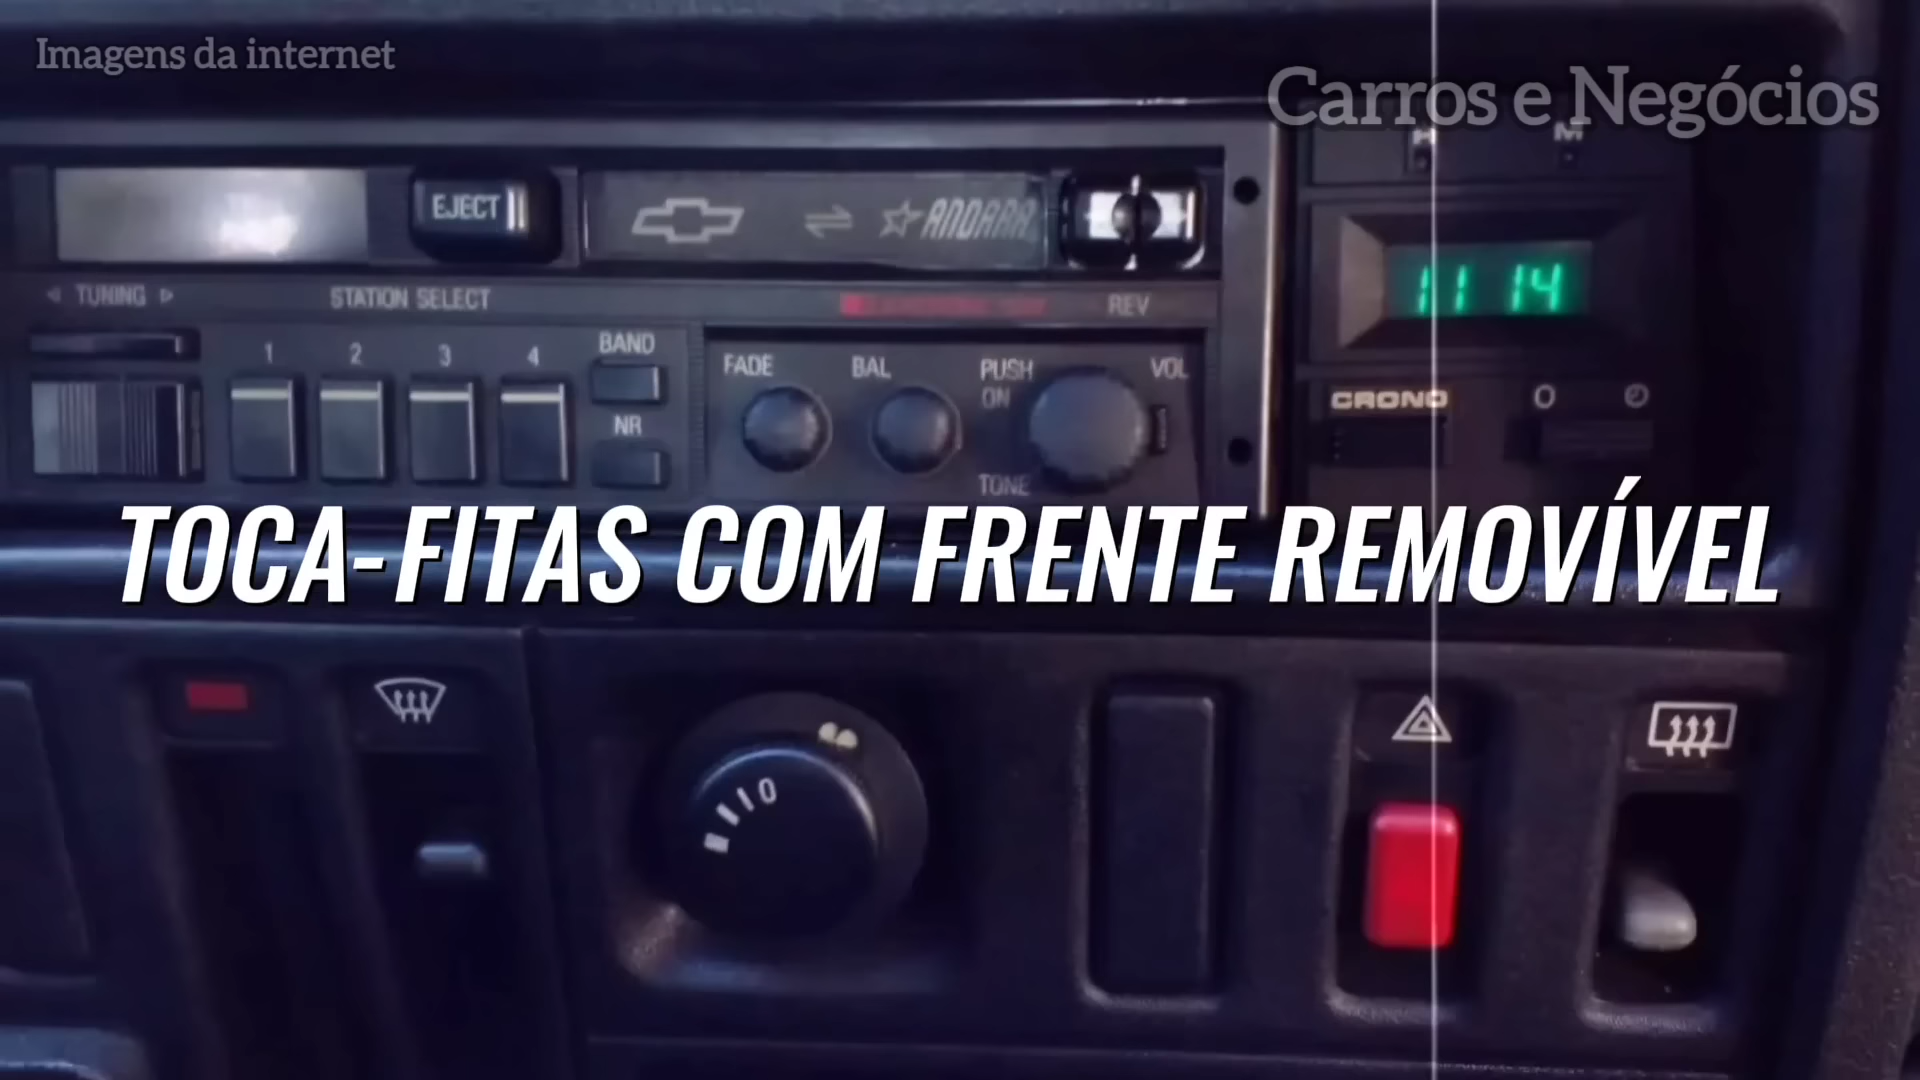 Imagens da internet
Carros e Negócios
H M
EJECT
ANDARA
11 14
TUNING
STATION SELECT
REV
1 2 3 4
BAND
NR
FADE
BAL
PUSH
ON
VOL
TONE
CRONO
TOCA-FITAS COM FRENTE REMOVÍVEL
0